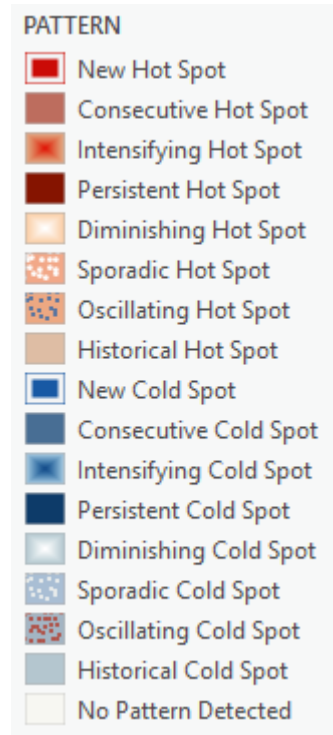 PATTERN
New Hot Spot
Consecutive Hot Spot
Intensifying Hot Spot
Persistent Hot Spot
Diminishing Hot Spot
Sporadic Hot Spot
Oscillating Hot Spot
Historical Hot Spot
New Cold Spot
Consecutive Cold Spot
Intensifying Cold Spot
Persistent Cold Spot
Diminishing Cold Spot
Sporadic Cold Spot
Oscillating Cold Spot
Historical Cold Spot
No Pattern Detected